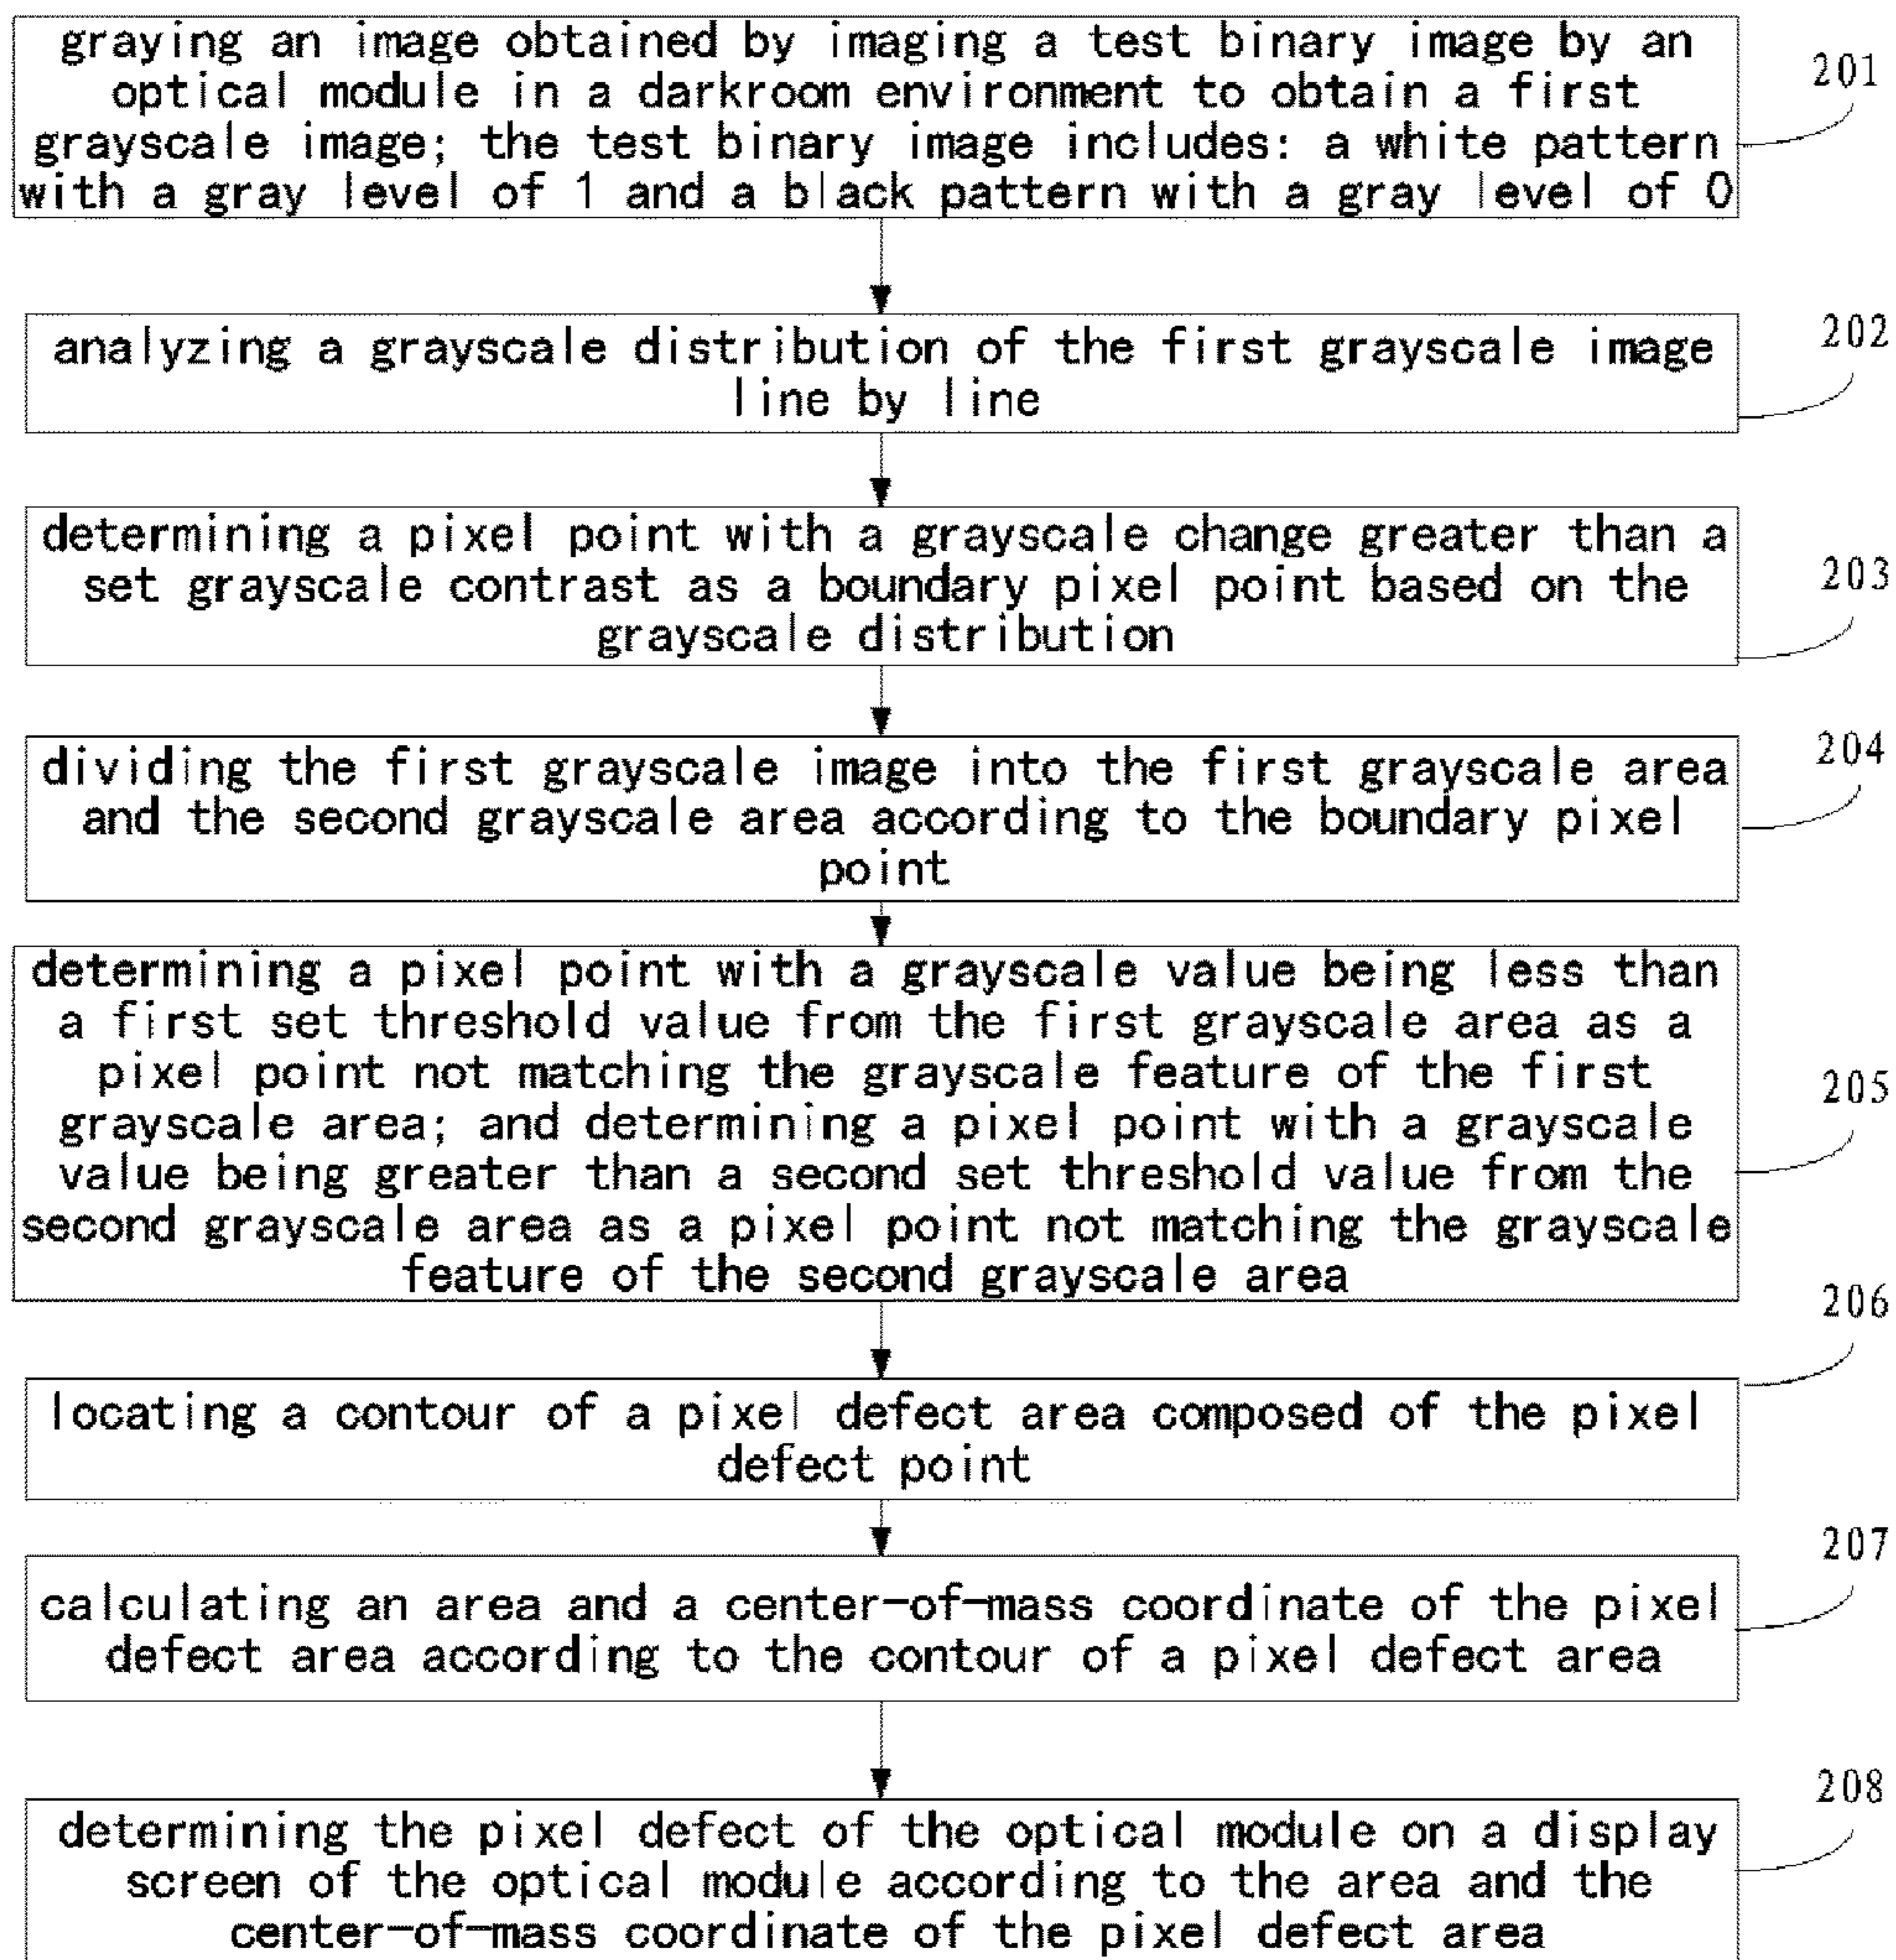 graying an image obtained by imaging a test binary image by an
optical module in a darkroom environment to obtain a first
grayscale image; the test binary image includes: a white pattern
with a gray level of 1 and a black pattern with a gray level of 0
201
analyzing a grayscale distribution of the first grayscale image
line by line
202
determining a pixel point with a grayscale change greater than a
set grayscale contrast as a boundary pixel point based on the
grayscale distribution
203
dividing the first grayscale image into the first grayscale area
and the second grayscale area according to the boundary pixel
point
204
determining a pixel point with a grayscale value being less than
a first set threshold value from the first grayscale area as a
pixel point not matching the grayscale feature of the first
grayscale area; and determining a pixel point with a grayscale
value being greater than a second set threshold value from the
second grayscale area as a pixel point not matching the grayscale
feature of the second grayscale area
205
206
locating a contour of a pixel defect area composed of the pixel
defect point
207
calculating an area and a center-of-mass coordinate of the pixel
defect area according to the contour of a pixel defect area
208
determining the pixel defect of the optical module on a display
screen of the optical module according to the area and the
center-of-mass coordinate of the pixel defect area